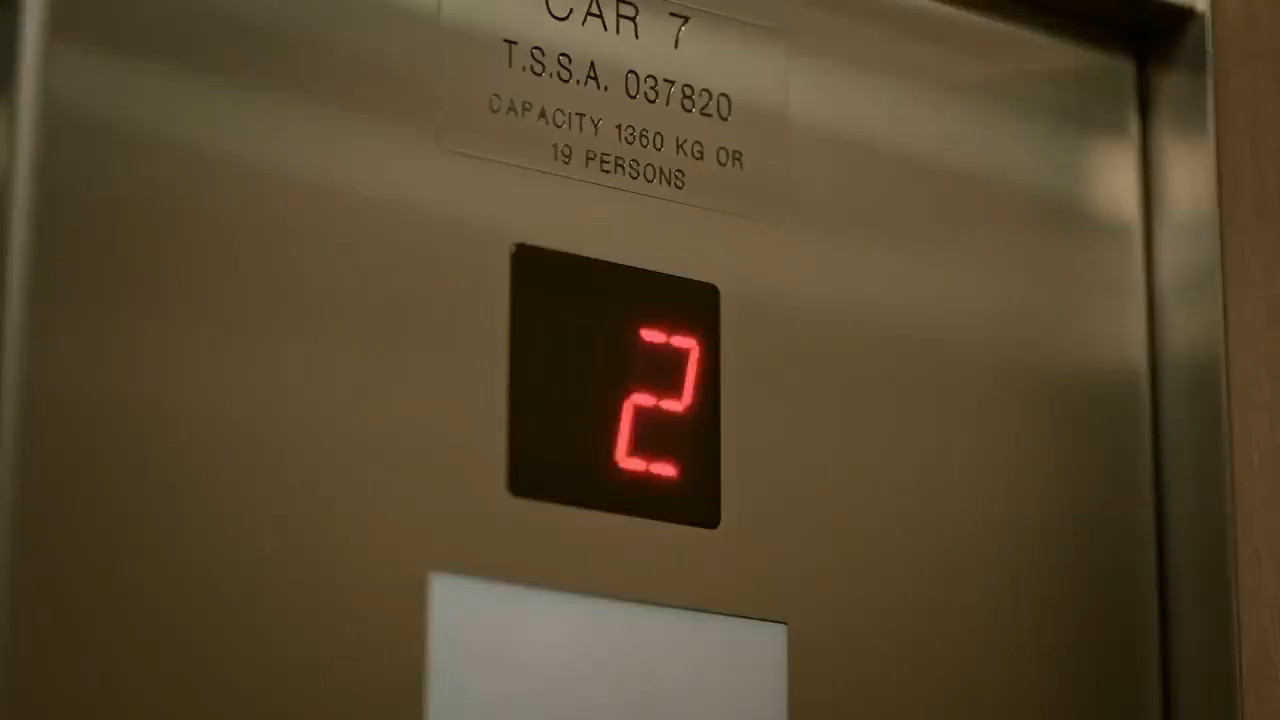 CAR 7
T.S.S.A. 037820
CAPACITY 1360 KG OR
19 PERSONS
2